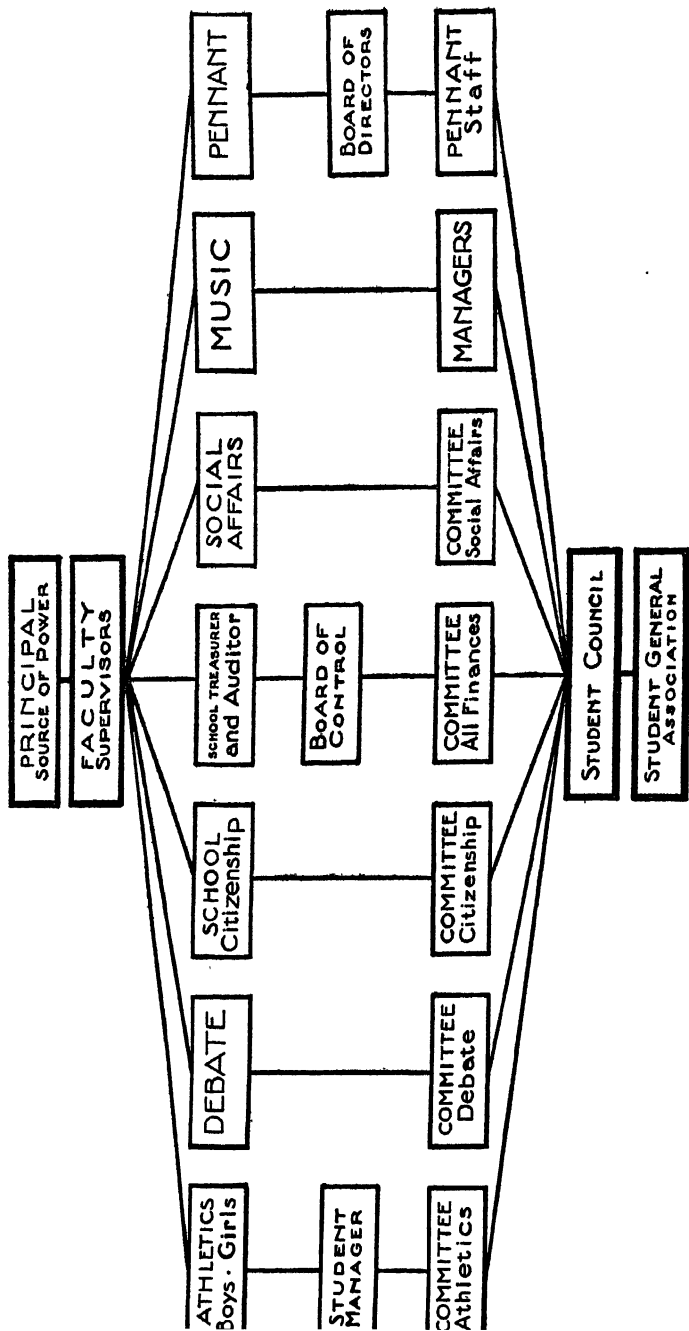 PRINCIPAL
SOURCE OF POWER
FACULTY
SUPERVISORS
ATHLETICS
Boys · Girls
DEBATE
SCHOOL
Citizenship
SCHOOL TREASURER
and Auditor
SOCIAL
AFFAIRS
MUSIC
PENNANT
STUDENT
MANAGER
BOARD OF
CONTROL
BOARD OF
DIRECTORS
COMMITTEE
Athletics
COMMITTEE
Debate
COMMITTEE
Citizenship
COMMITTEE
All Finances
COMMITTEE
Social Affairs
MANAGERS
PENNANT
Staff
STUDENT COUNCIL
STUDENT GENERAL
ASSOCIATION